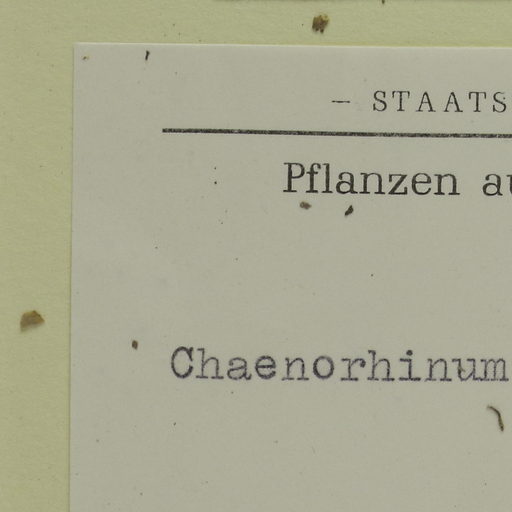 – STAATS
Pflanzen au
Chaenorhinum